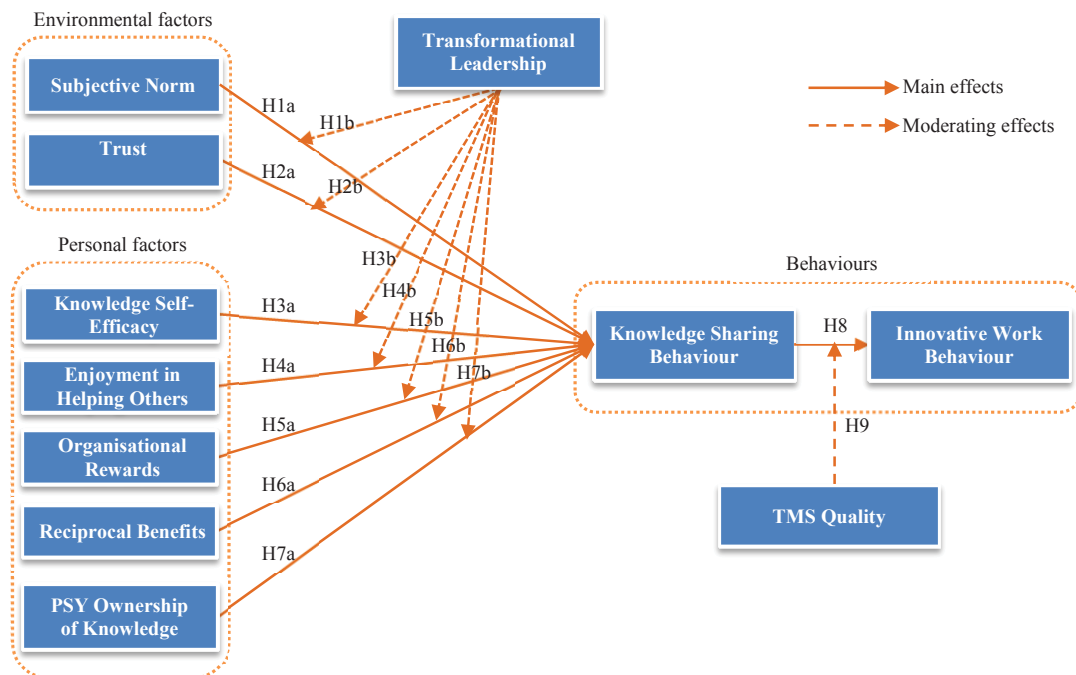 Environmental factors
Subjective Norm
Trust
Transformational
Leadership
Main effects
Moderating effects
H1a
H1b
H2a
H2b
Personal factors
Knowledge Self-
Efficacy
Enjoyment in
Helping Others
Organisational
Rewards
Reciprocal Benefits
PSY Ownership
of Knowledge
H3a
H3b
H4a
H4b
H5a
H5b
H6a
H6b
H7a
H7b
Behaviours
Knowledge Sharing
Behaviour
H8
Innovative Work
Behaviour
H9
TMS Quality